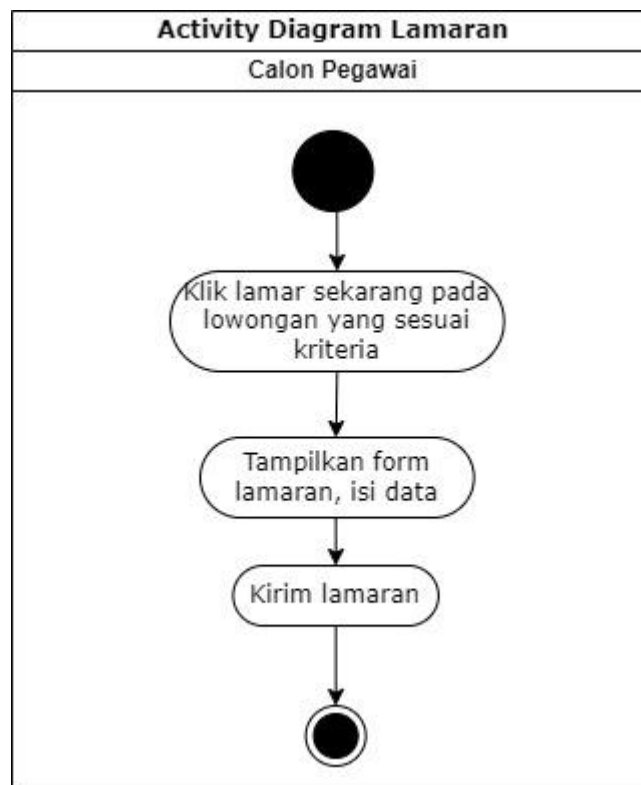 Activity Diagram Lamaran
Calon Pegawai
Klik lamar sekarang pada
lowongan yang sesuai
kriteria
Tampilkan form
lamaran, isi data
Kirim lamaran